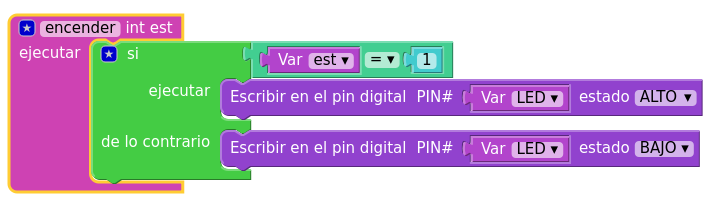 encender int est
ejecutar si Var est ▾ = ▾ 1
ejecutar Escribir en el pin digital PIN# Var LED ▾ estado ALTO ▾
de lo contrario Escribir en el pin digital PIN# Var LED ▾ estado BAJO ▾